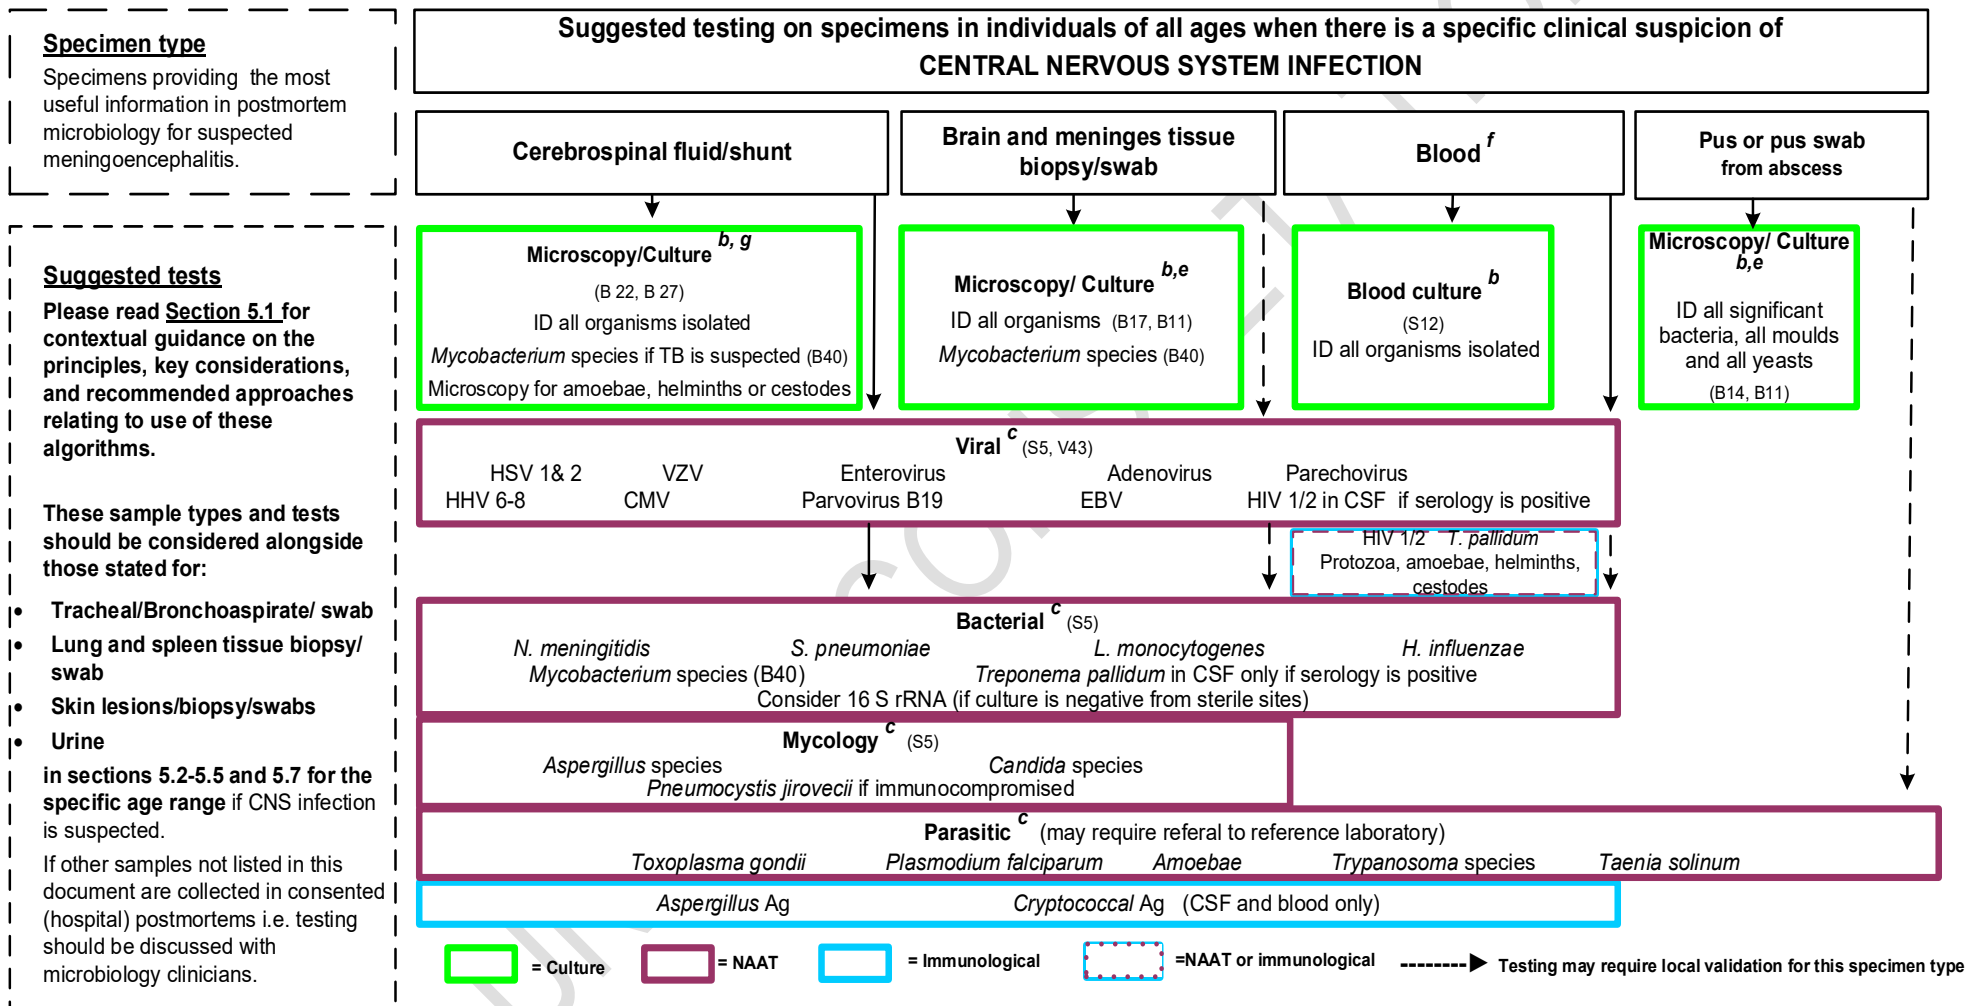 Specimen type
Specimens providing the most
useful information in postmortem
microbiology for suspected
meningoencephalitis.
Suggested tests
Please read Section 5.1 for
contextual guidance on the
principles, key considerations,
and recommended approaches
relating to use of these
algorithms.
These sample types and tests
should be considered alongside
those stated for:
• Tracheal/Bronchoaspirate/ swab
• Lung and spleen tissue biopsy/
swab
• Skin lesions/biopsy/swabs
• Urine
in sections 5.2-5.5 and 5.7 for the
specific age range if CNS infection
is suspected.
If other samples not listed in this
document are collected in consented
(hospital) postmortems i.e. testing
should be discussed with
microbiology clinicians.
Suggested testing on specimens in individuals of all ages when there is a specific clinical suspicion of
CENTRAL NERVOUS SYSTEM INFECTION
Cerebrospinal fluid/shunt
Brain and meninges tissue
biopsy/swab
Blood f
Pus or pus swab
from abscess
Microscopy/Culture b, g
(B 22, B 27)
ID all organisms isolated
Mycobacterium species if TB is suspected (B40)
Microscopy for amoebae, helminths or cestodes
Microscopy/ Culture b,e
ID all organisms (B17, B11)
Mycobacterium species (B40)
Blood culture b
(S12)
ID all organisms isolated
Microscopy/ Culture
b,e
ID all significant
bacteria, all moulds
and all yeasts
(B14, B11)
Viral c (S5, V43)
HSV 1& 2 VZV Enterovirus Adenovirus Parechovirus
HHV 6-8 CMV Parvovirus B19 EBV HIV 1/2 in CSF if serology is positive
HIV 1/2 T. pallidum
Protozoa, amoebae, helminths,
cestodes
Bacterial c (S5)
N. meningitidis S. pneumoniae L. monocytogenes H. influenzae
Mycobacterium species (B40) Treponema pallidum in CSF only if serology is positive
Consider 16 S rRNA (if culture is negative from sterile sites)
Mycology c (S5)
Aspergillus species Candida species
Pneumocystis jirovecii if immunocompromised
Parasitic c (may require referal to reference laboratory)
Toxoplasma gondii Plasmodium falciparum Amoebae Trypanosoma species Taenia solinum
Aspergillus Ag Cryptococcal Ag (CSF and blood only)
= Culture = NAAT = Immunological =NAAT or immunological Testing may require local validation for this specimen type